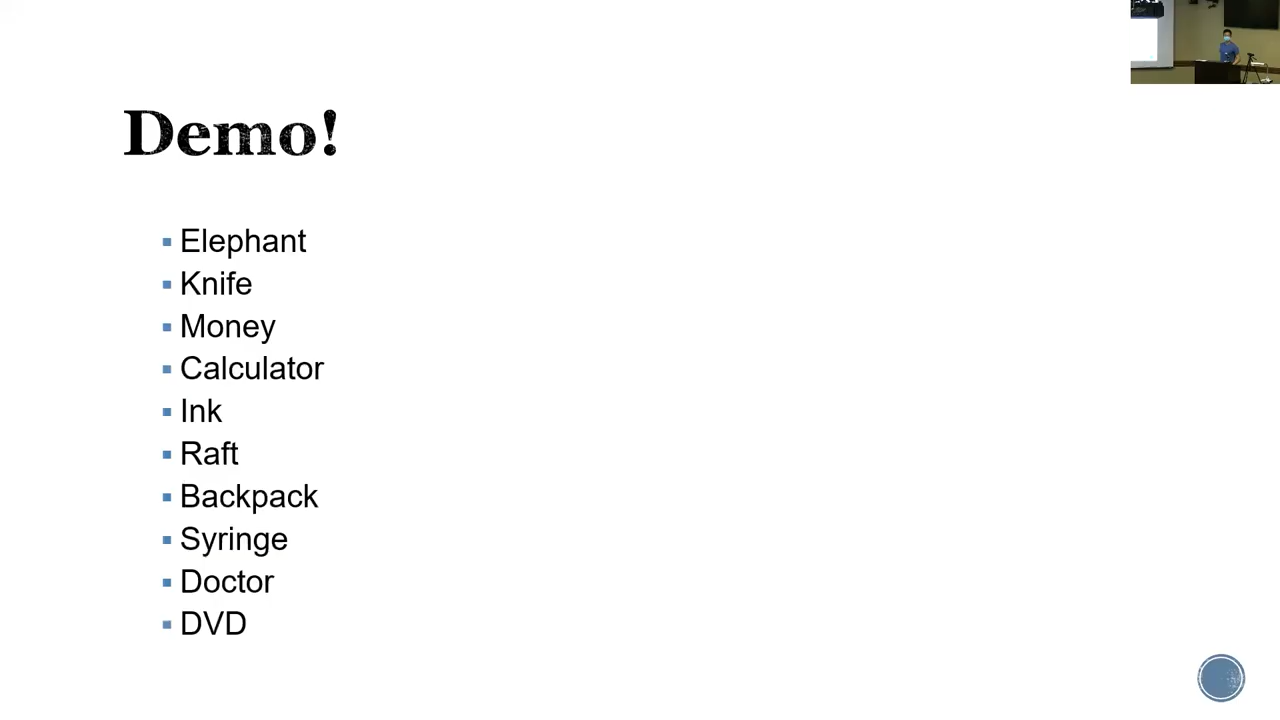 Demo!
Elephant
Knife
Money
Calculator
Ink
Raft
Backpack
Syringe
Doctor
DVD